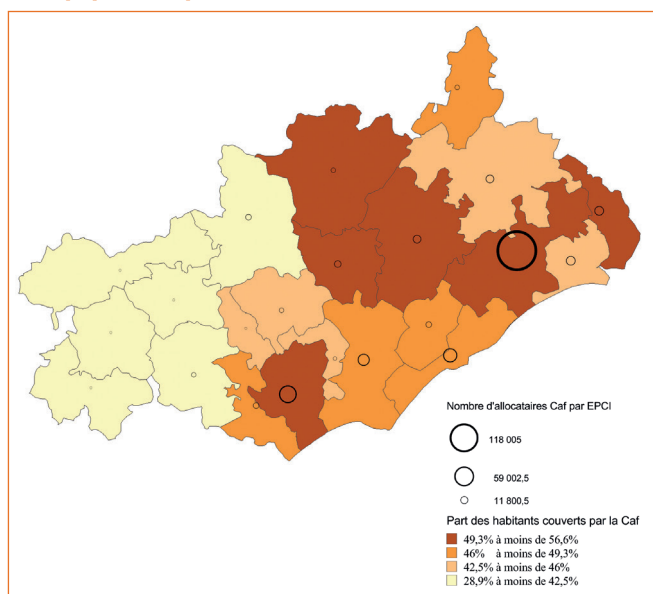 Nombre d'allocataires Caf par EPCI
118 005
59 002,5
11 800,5
Part des habitants couverts par la Caf
49,3% à moins de 56,6%
46% à moins de 49,3%
42,5% à moins de 46%
28,9% à moins de 42,5%